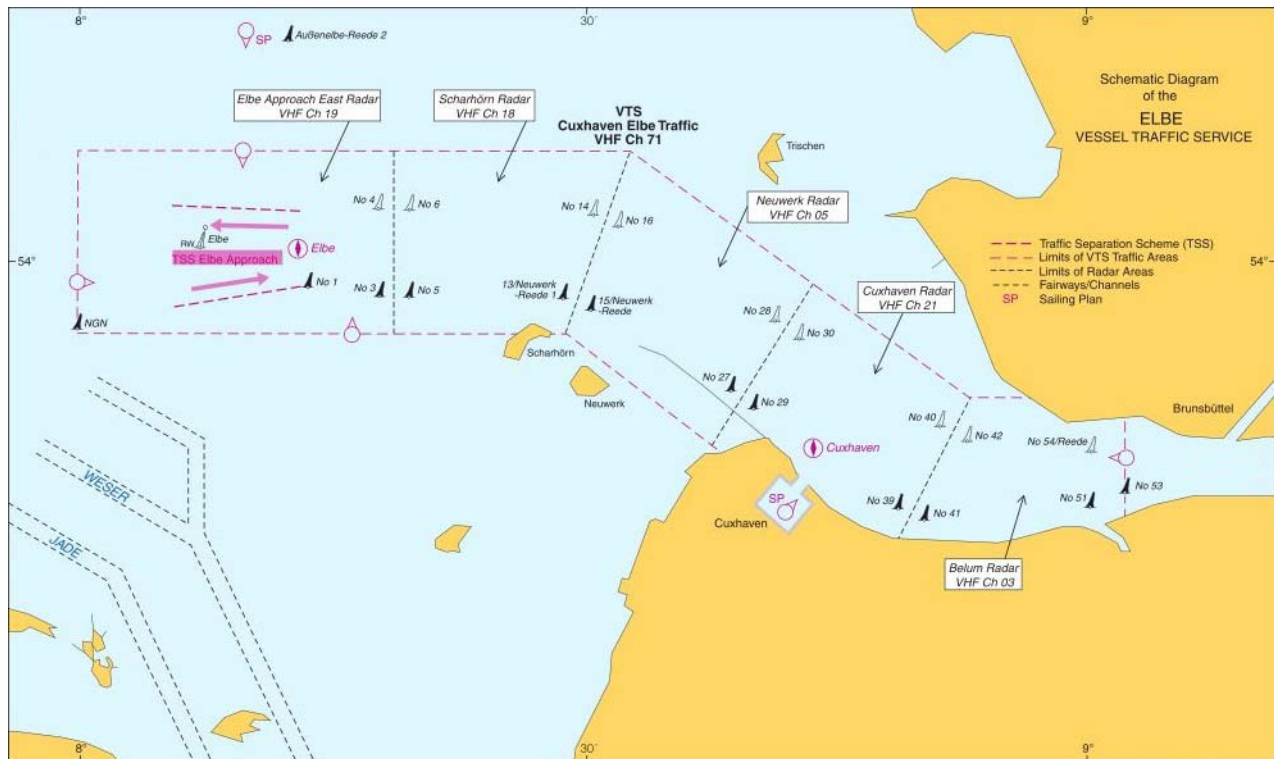 8°
30´
9°
SP
Außenelbe-Reede 2
Schematic Diagram
of the
ELBE
VESSEL TRAFFIC SERVICE
Elbe Approach East Radar
VHF Ch 19
Scharhörn Radar
VHF Ch 18
VTS
Cuxhaven Elbe Traffic
VHF Ch 71
Trischen
Neuwerk Radar
VHF Ch 05
No 4
No 6
No 14
No 16
RW
Elbe
Elbe
TSS Elbe Approach
54°
54°
Traffic Separation Scheme (TSS)
Limits of VTS Traffic Areas
Limits of Radar Areas
Fairways/Channels
SP Sailing Plan
No 1
No 3
No 5
13/Neuwerk
-Reede 1
15/Neuwerk
-Reede
Cuxhaven Radar
VHF Ch 21
No 28
No 30
NGN
Scharhörn
Neuwerk
No 27
No 29
No 40
No 42
Brunsbüttel
No 54/Reede
Cuxhaven
WESER
JADE
SP
Cuxhaven
No 39
No 41
No 51
No 53
Belum Radar
VHF Ch 03
8°
30´
9°